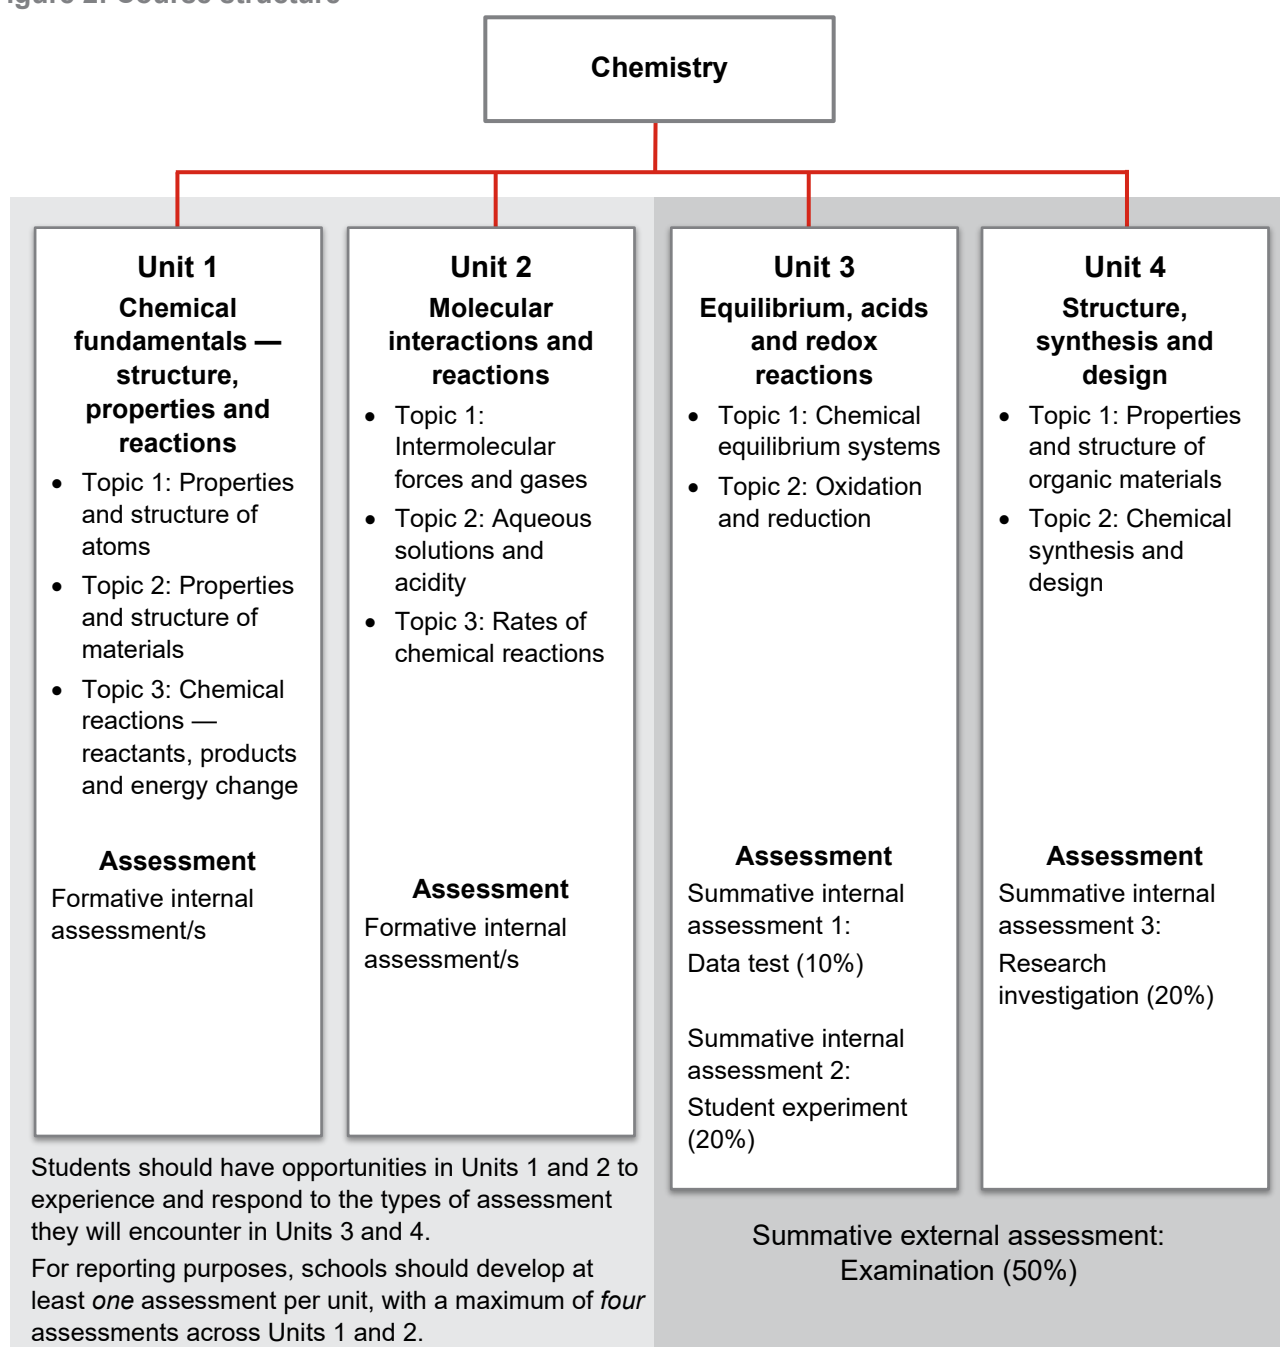 Figure 2: Course structure
Chemistry
Unit 1
Chemical
fundamentals —
structure,
properties and
reactions
• Topic 1: Properties
and structure of
atoms
• Topic 2: Properties
and structure of
materials
• Topic 3: Chemical
reactions —
reactants, products
and energy change
Assessment
Formative internal
assessment/s
Unit 2
Molecular
interactions and
reactions
• Topic 1:
Intermolecular
forces and gases
• Topic 2: Aqueous
solutions and
acidity
• Topic 3: Rates of
chemical reactions
Assessment
Formative internal
assessment/s
Unit 3
Equilibrium, acids
and redox
reactions
• Topic 1: Chemical
equilibrium systems
• Topic 2: Oxidation
and reduction
Assessment
Summative internal
assessment 1:
Data test (10%)
Summative internal
assessment 2:
Student experiment
(20%)
Unit 4
Structure,
synthesis and
design
• Topic 1: Properties
and structure of
organic materials
• Topic 2: Chemical
synthesis and
design
Assessment
Summative internal
assessment 3:
Research
investigation (20%)
Students should have opportunities in Units 1 and 2 to
experience and respond to the types of assessment
they will encounter in Units 3 and 4.
For reporting purposes, schools should develop at
least one assessment per unit, with a maximum of four
assessments across Units 1 and 2.
Summative external assessment:
Examination (50%)